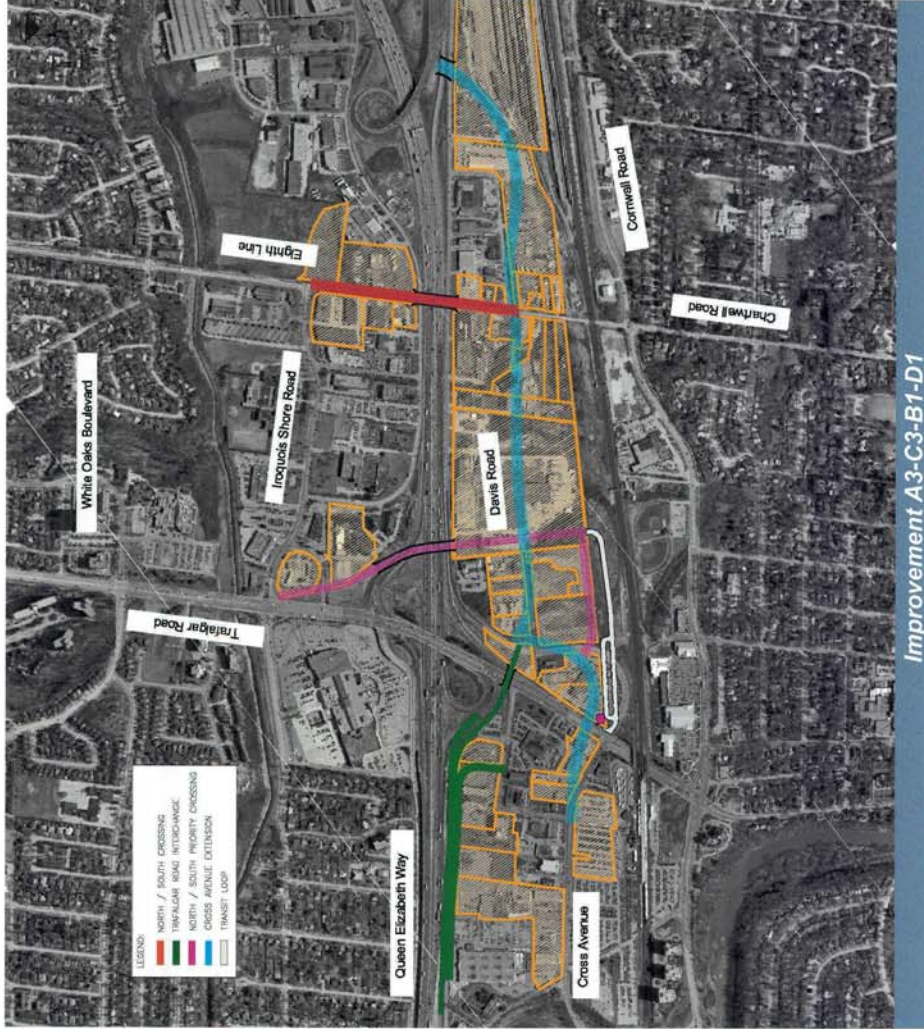 White Oaks Boulevard
Eighth Line
Iroquois Shore Road
Trafalgar Road
Davis Road
Cornwall Road
Chartwell Road
Queen Elizabeth Way
Cross Avenue
LEGEND:
NORTH / SOUTH CROSSING
TRAFALGAR ROAD INTERCHANGE
NORTH / SOUTH PRIORITY CROSSING
CROSS AVENUE EXTENSION
TRANSIT LOOP
Improvement A3-C3-B1-D1